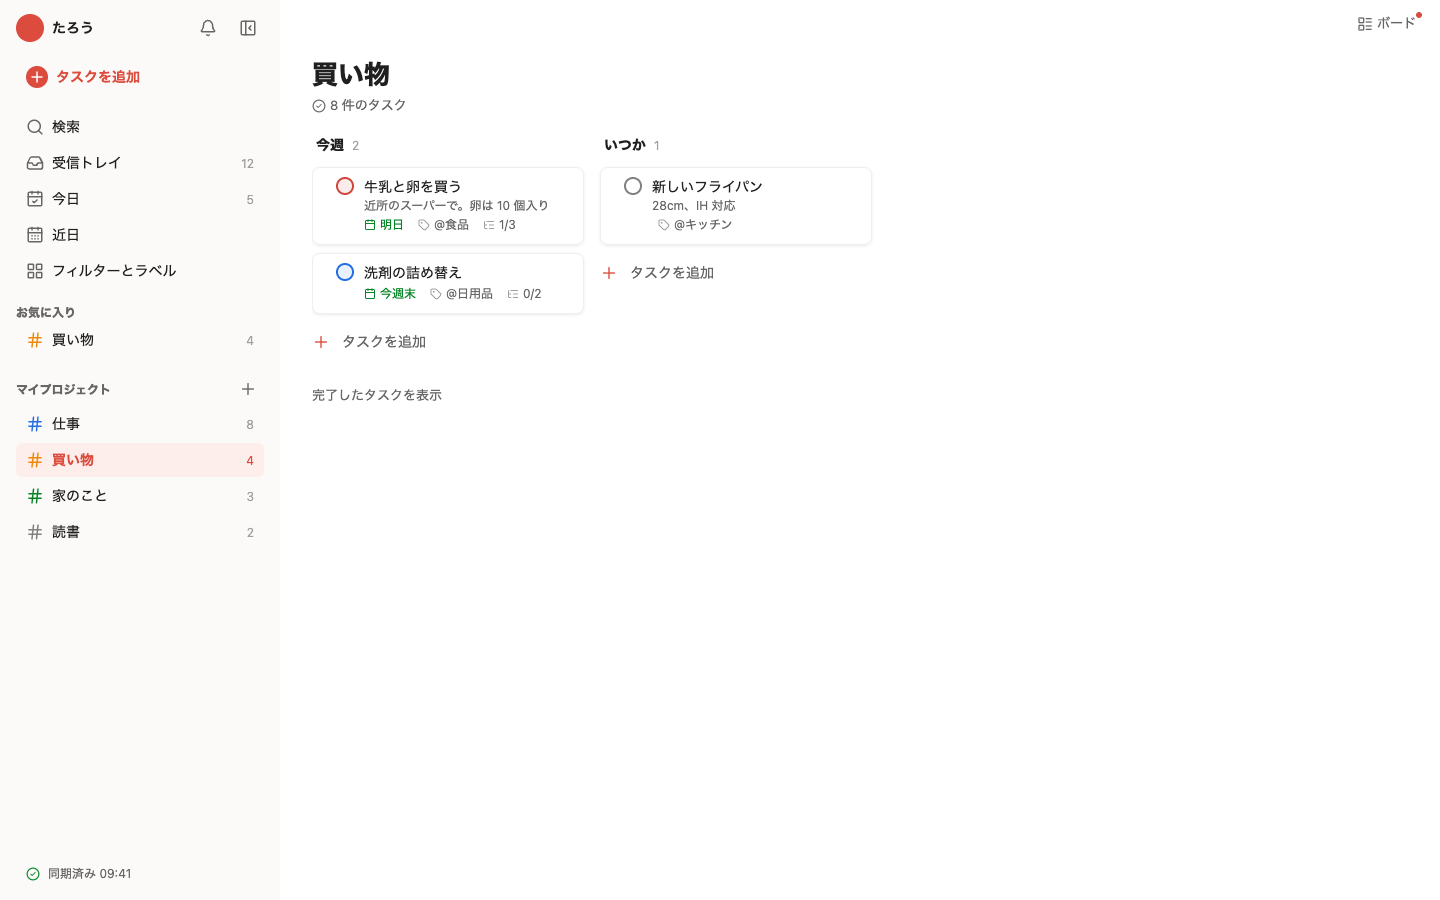 たろう
タスクを追加
検索
受信トレイ 12
今日 5
近日
フィルターとラベル
お気に入り
買い物 4
マイプロジェクト
仕事 8
買い物 4
家のこと 3
読書 2
同期済み 09:41
ボード
買い物
8 件のタスク
今週 2
牛乳と卵を買う
近所のスーパーで。卵は 10 個入り
明日 @食品 1/3
洗剤の詰め替え
今週末 @日用品 0/2
タスクを追加
いつか 1
新しいフライパン
28cm、IH 対応
@キッチン
タスクを追加
完了したタスクを表示